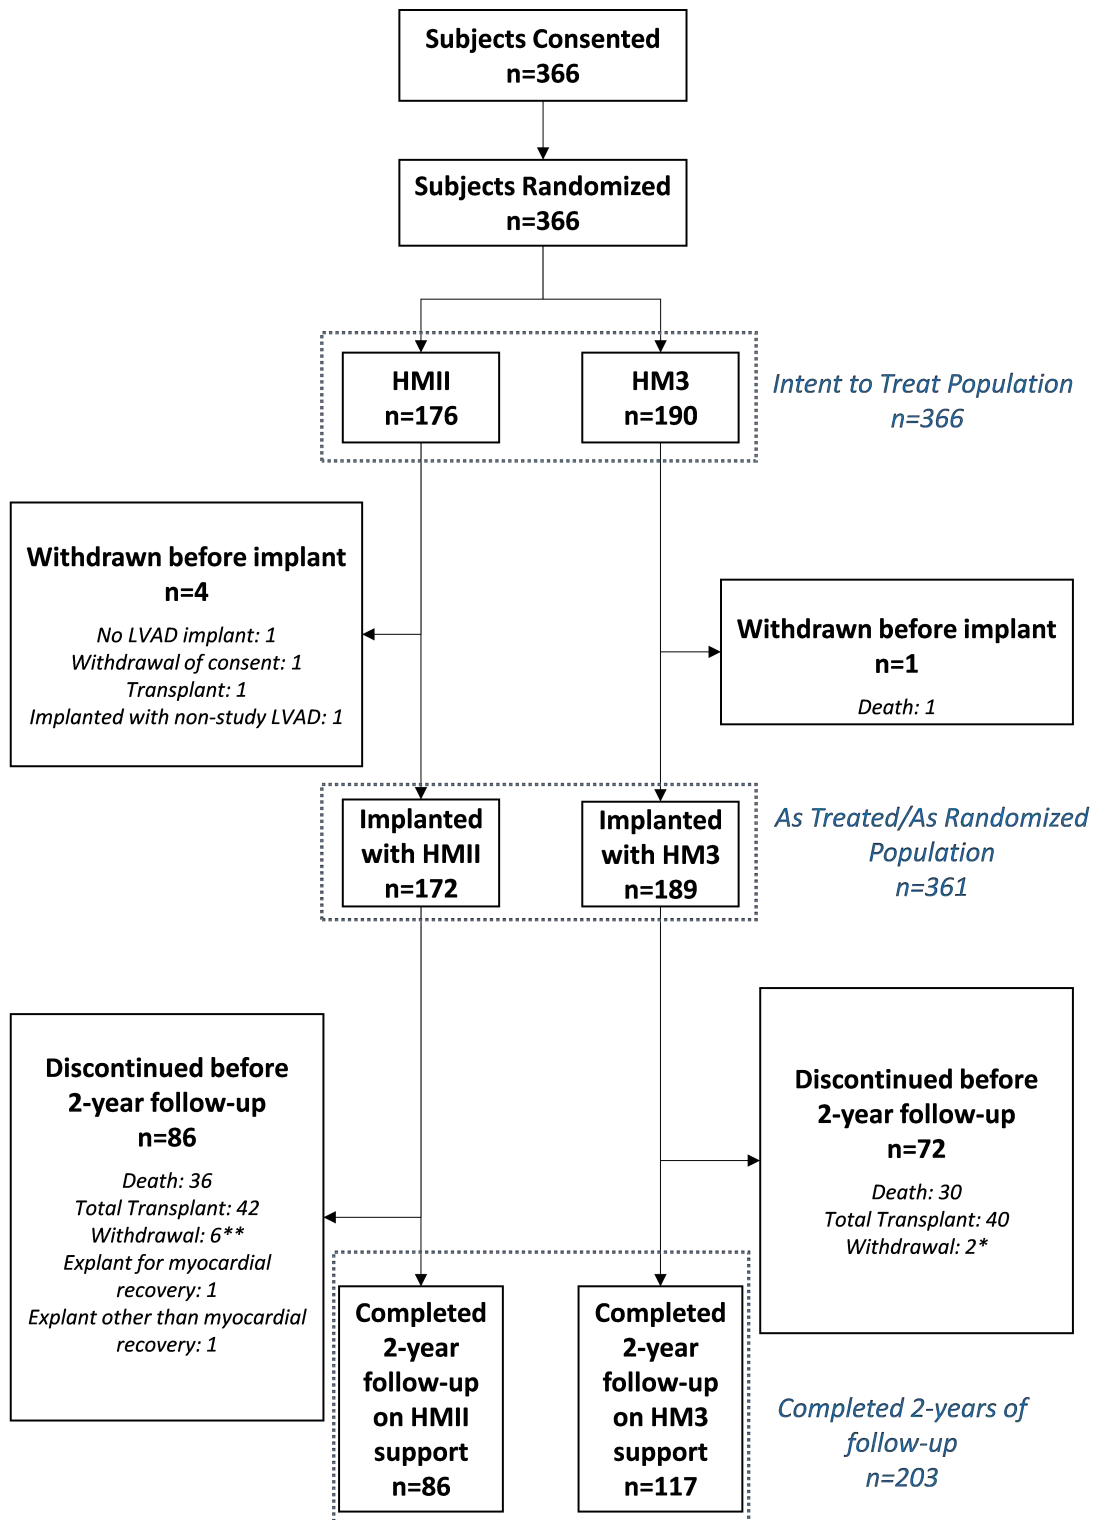 Subjects Consented
n=366
Subjects Randomized
n=366
HMII
n=176
HM3
n=190
Intent to Treat Population
n=366
Withdrawn before implant
n=4
No LVAD implant: 1
Withdrawal of consent: 1
Transplant: 1
Implanted with non-study LVAD: 1
Withdrawn before implant
n=1
Death: 1
Implanted
with HMII
n=172
Implanted
with HM3
n=189
As Treated/As Randomized
Population
n=361
Discontinued before
2-year follow-up
n=86
Death: 36
Total Transplant: 42
Withdrawal: 6**
Explant for myocardial
recovery: 1
Explant other than myocardial
recovery: 1
Discontinued before
2-year follow-up
n=72
Death: 30
Total Transplant: 40
Withdrawal: 2*
Completed
2-year
follow-up
on HMII
support
n=86
Completed
2-year
follow-up
on HM3
support
n=117
Completed 2-years of
follow-up
n=203